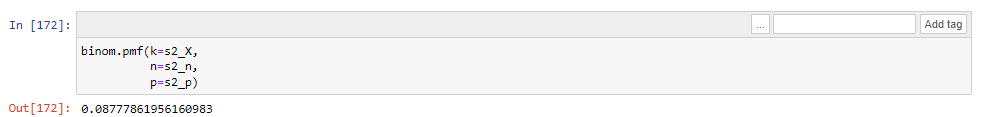 In [172]:
... Add tag
binom.pmf(k=s2_X,
n=s2_n,
p=s2_p)
Out[172]: 0.08777861956160983